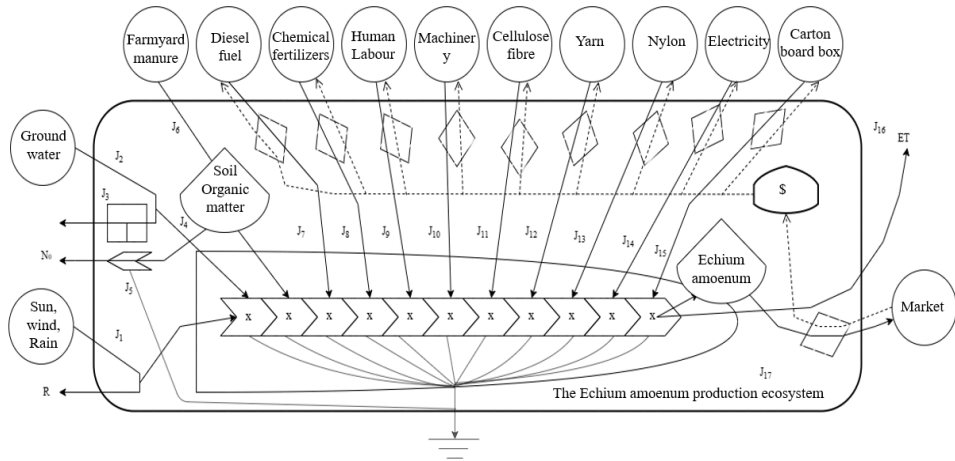 Farmyard
manure
Diesel
fuel
Chemical
fertilizers
Human
Labour
Machiner
y
Cellulose
fibre
Yarn
Nylon
Electricity
Carton
board box
Ground
water
J2
J6
J16
ET
J3
Soil
Organic
matter
$
J4
J7
J8
J9
J10
J11
J12
J13
J14
J15
Echium
amoenum
N0
J5
Sun,
wind,
Rain
J1
x x x x x x x x x x x
Market
R
J17
The Echium amoenum production ecosystem